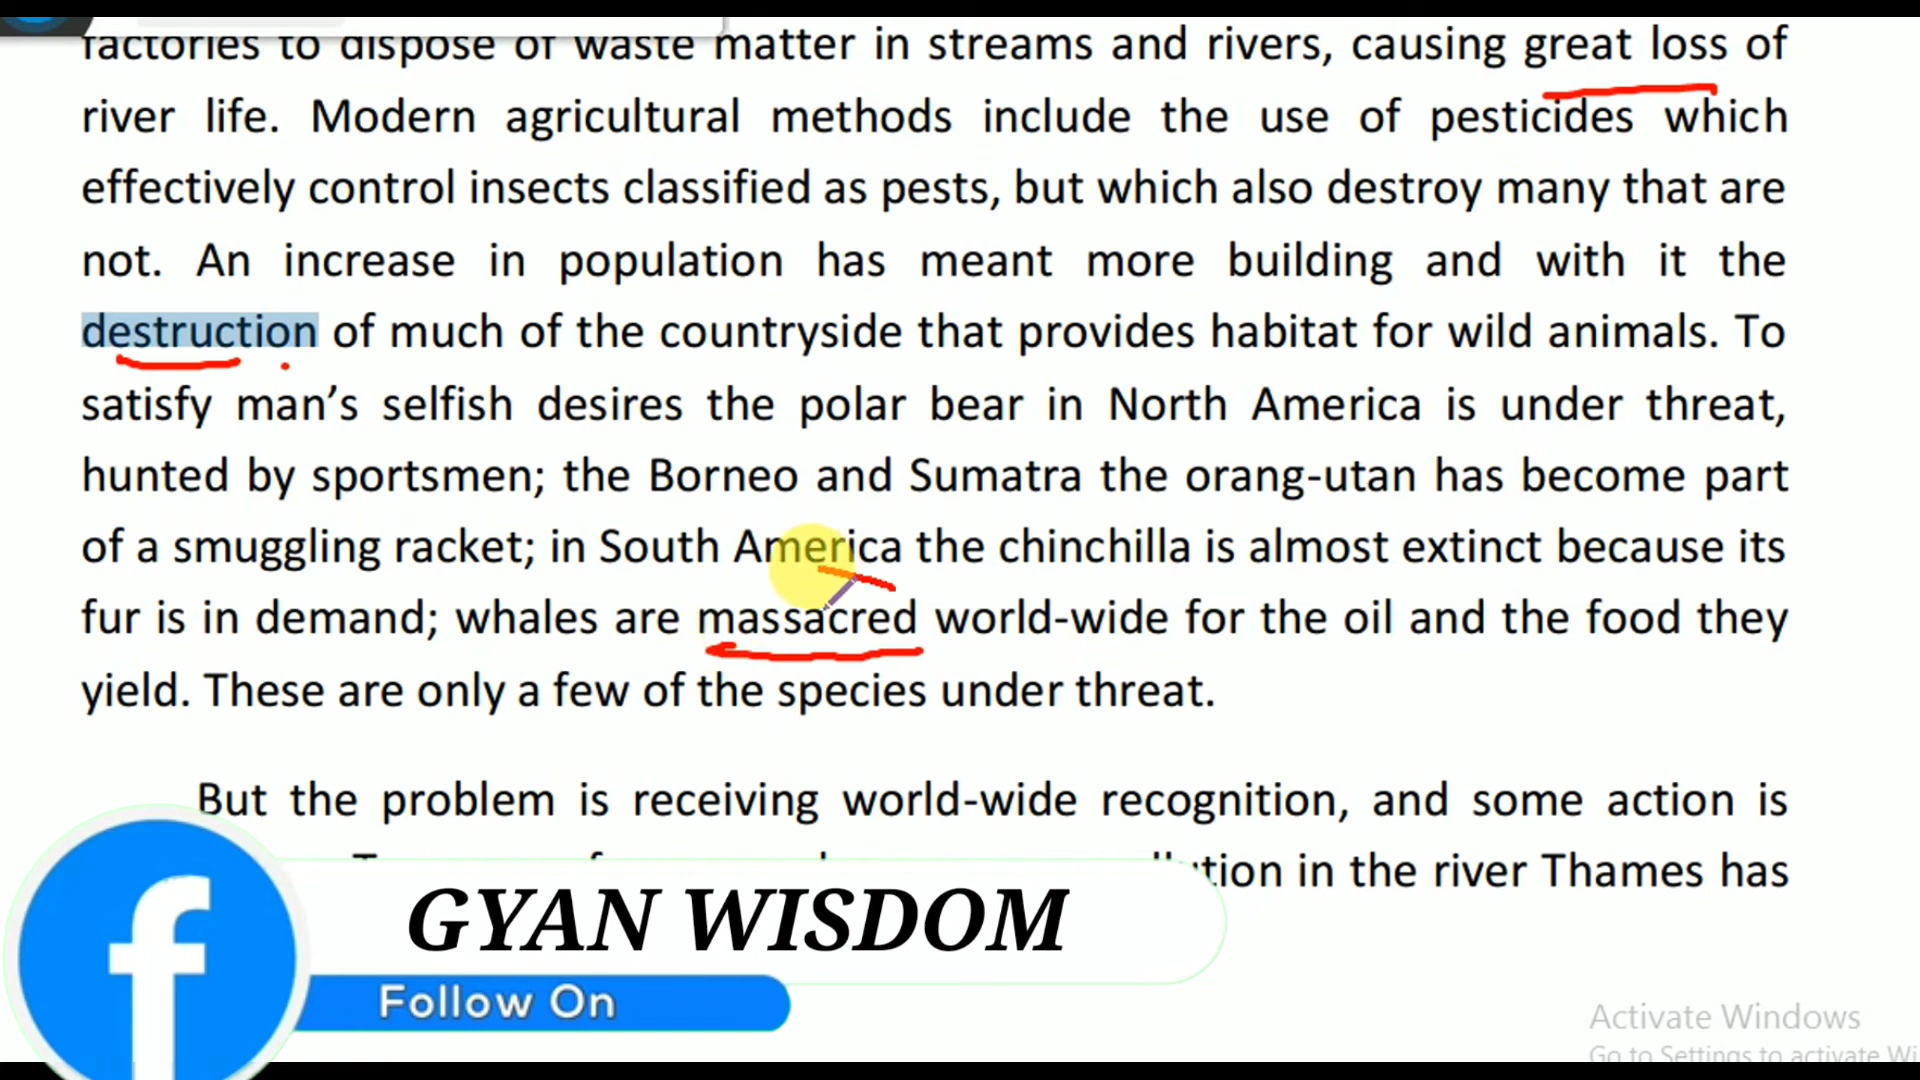 factories to dispose of waste matter in streams and rivers, causing great loss of
river life. Modern agricultural methods include the use of pesticides which
effectively control insects classified as pests, but which also destroy many that are
not. An increase in population has meant more building and with it the
destruction of much of the countryside that provides habitat for wild animals. To
satisfy man’s selfish desires the polar bear in North America is under threat,
hunted by sportsmen; the Borneo and Sumatra the orang-utan has become part
of a smuggling racket; in South America the chinchilla is almost extinct because its
fur is in demand; whales are massacred world-wide for the oil and the food they
yield. These are only a few of the species under threat.
But the problem is receiving world-wide recognition, and some action is
in the river Thames has
GYAN WISDOM
Follow On
Activate Windows
Go to Settings to activate